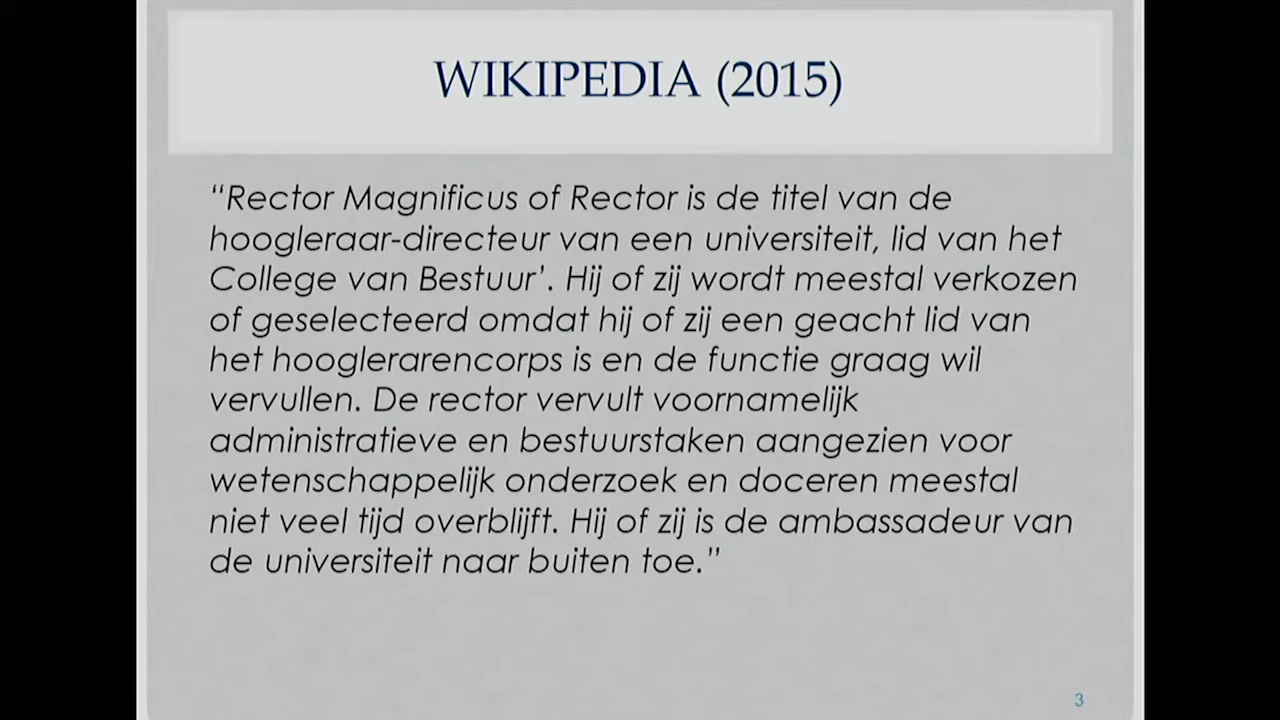 WIKIPEDIA (2015)
“Rector Magnificus of Rector is de titel van de
hoogleraar-directeur van een universiteit, lid van het
College van Bestuur’. Hij of zij wordt meestal verkozen
of geselecteerd omdat hij of zij een geacht lid van
het hooglerarencorps is en de functie graag wil
vervullen. De rector vervult voornamelijk
administratieve en bestuurstaken aangezien voor
wetenschappelijk onderzoek en doceren meestal
niet veel tijd overblijft. Hij of zij is de ambassadeur van
de universiteit naar buiten toe.”
3